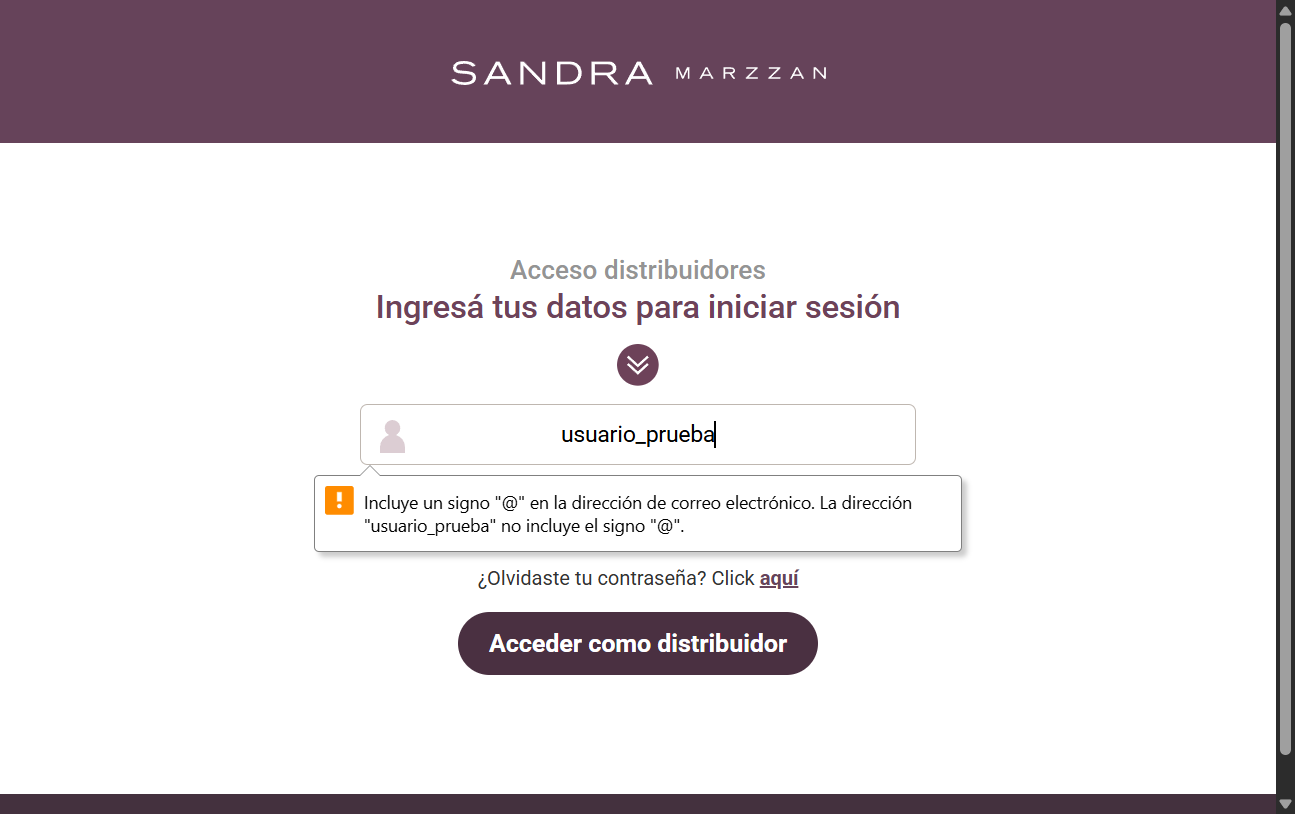 SANDRA MARZZAN
Acceso distribuidores
Ingresá tus datos para iniciar sesión
usuario_prueba
Incluye un signo "@" en la dirección de correo electrónico. La dirección
"usuario_prueba" no incluye el signo "@".
¿Olvidaste tu contraseña? Click aquí
Acceder como distribuidor